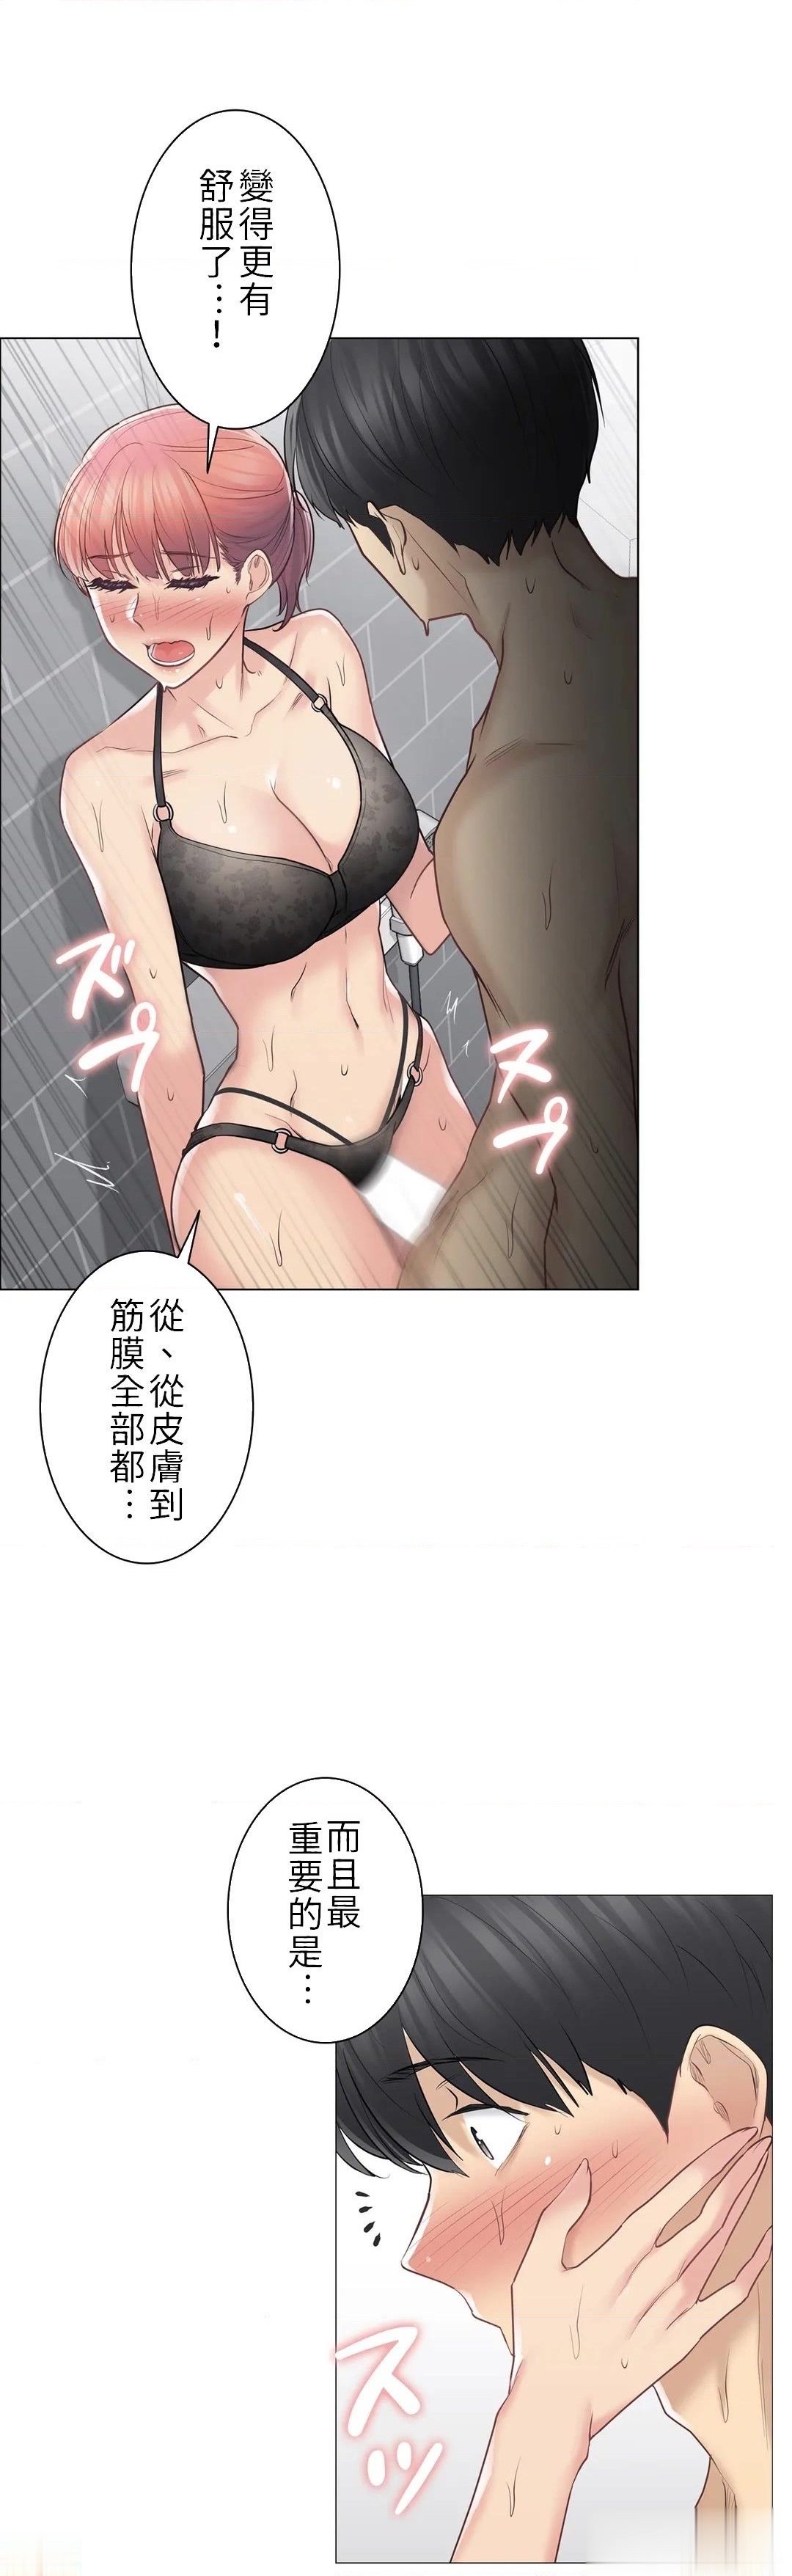 變得更有
舒服了…！
ズプ
ヌプ
從、從皮膚到
筋膜全部都…
而且最
重要的是…
スッ